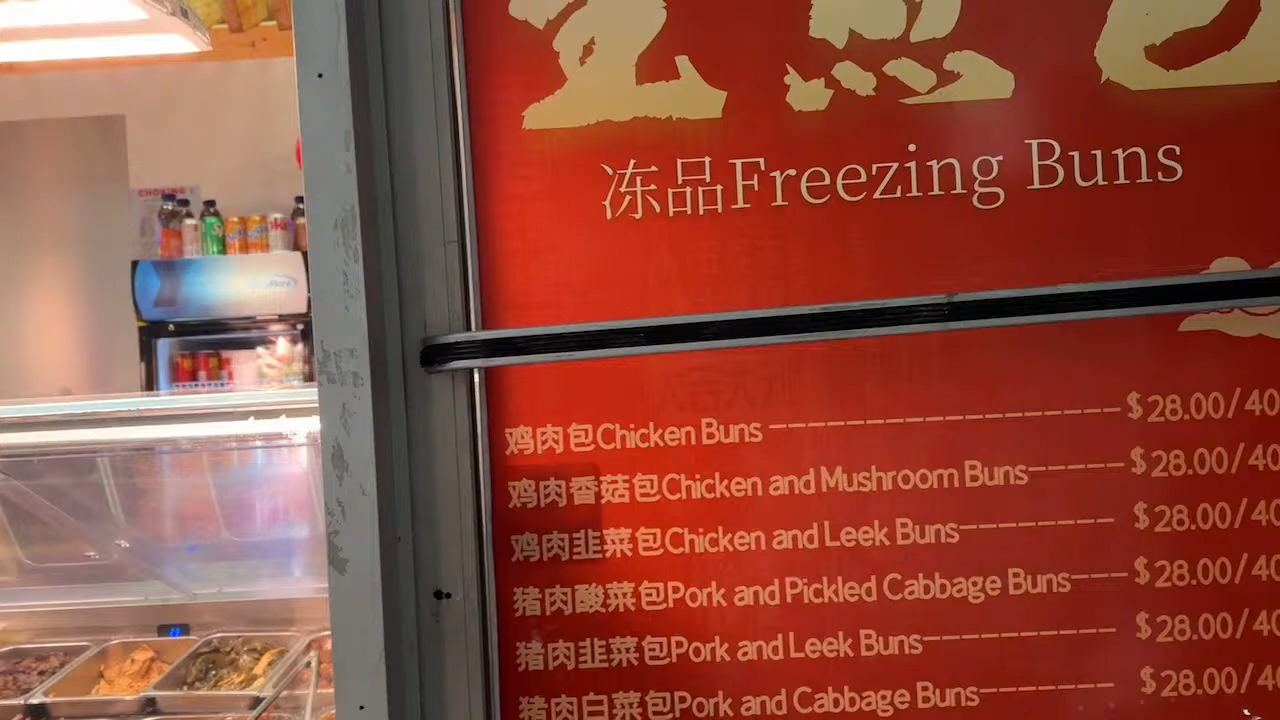 冻品Freezing Buns
鸡肉包Chicken Buns ------------------- $28.00/40
鸡肉香菇包Chicken and Mushroom Buns----- $28.00/40
鸡肉韭菜包Chicken and Leek Buns-------- $28.00/40
猪肉酸菜包Pork and Pickled Cabbage Buns--- $28.00/40
猪肉韭菜包Pork and Leek Buns---------- $28.00/40
猪肉白菜包Pork and Cabbage Buns------- $28.00/40
CHOKING